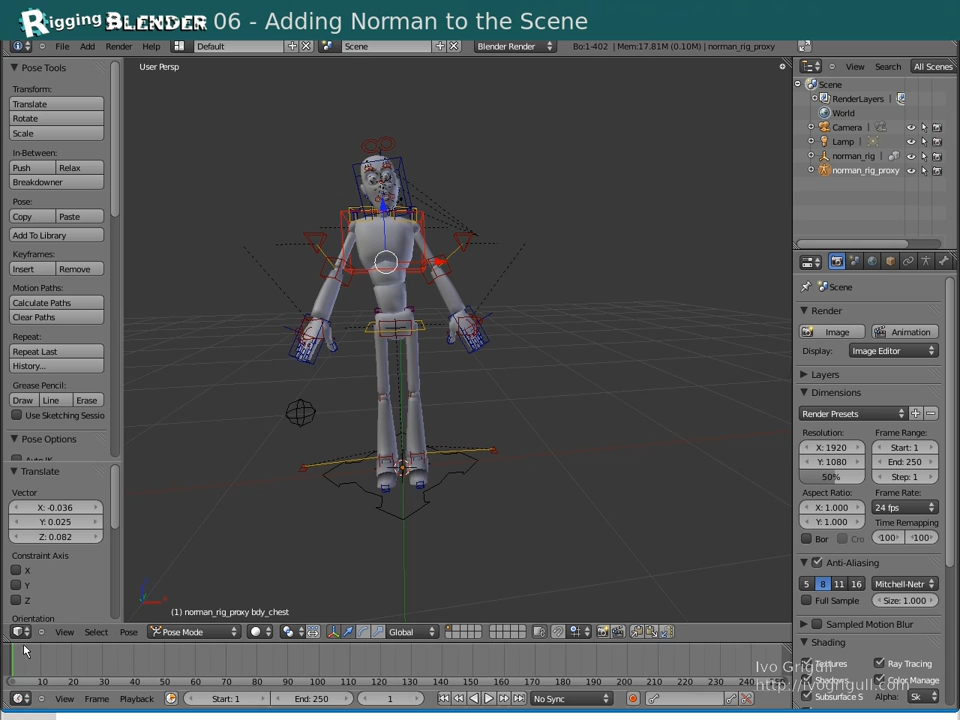 Rigging BLENDER 06 - Adding Norman to the Scene
File Add Render Help Default Scene Blender Render Bo:1-402 | Mem:17.81M (0.10M) | norman_rig_proxy
Pose Tools
User Persp
View Search All Scenes
Transform:
Translate
Rotate
Scale
In-Between:
Push Relax
Breakdowner
Pose:
Copy Paste
Add To Library
Keyframes:
Insert Remove
Motion Paths:
Calculate Paths
Clear Paths
Repeat:
Repeat Last
History...
Grease Pencil:
Draw Line Erase
Use Sketching Sessio
Pose Options
Translate
Vector
X: -0.036
Y: 0.025
Z: 0.082
Constraint Axis
X
Y
Z
Orientation
(1) norman_rig_proxy bdy_chest
View Select Pose Pose Mode Global
Scene
RenderLayers |
World
Camera |
Lamp |
norman_rig |
norman_rig_proxy
Scene
Render
Image Animation
Display: Image Editor
Layers
Dimensions
Render Presets
Resolution: Frame Range:
X: 1920 Start: 1
Y: 1080 End: 250
50% Step: 1
Aspect Ratio: Frame Rate:
X: 1.000 24 fps
Y: 1.000 Time Remapping
Bor Cro 100 100
Anti-Aliasing
5 8 11 16 Mitchell-Netr
Full Sample Size: 1.000
Sampled Motion Blur
Shading
Textures Ray Tracing
Shadows Color Manage
Subsurface S Alpha: Sk
Ivo Grigull
http://ivogrigull.com
10 20 30 40 50 60 70 80 90 100 110 120 130 140 150 160 170 180 190 200 210 220 230 240
View Frame Playback Start: 1 End: 250 1 No Sync